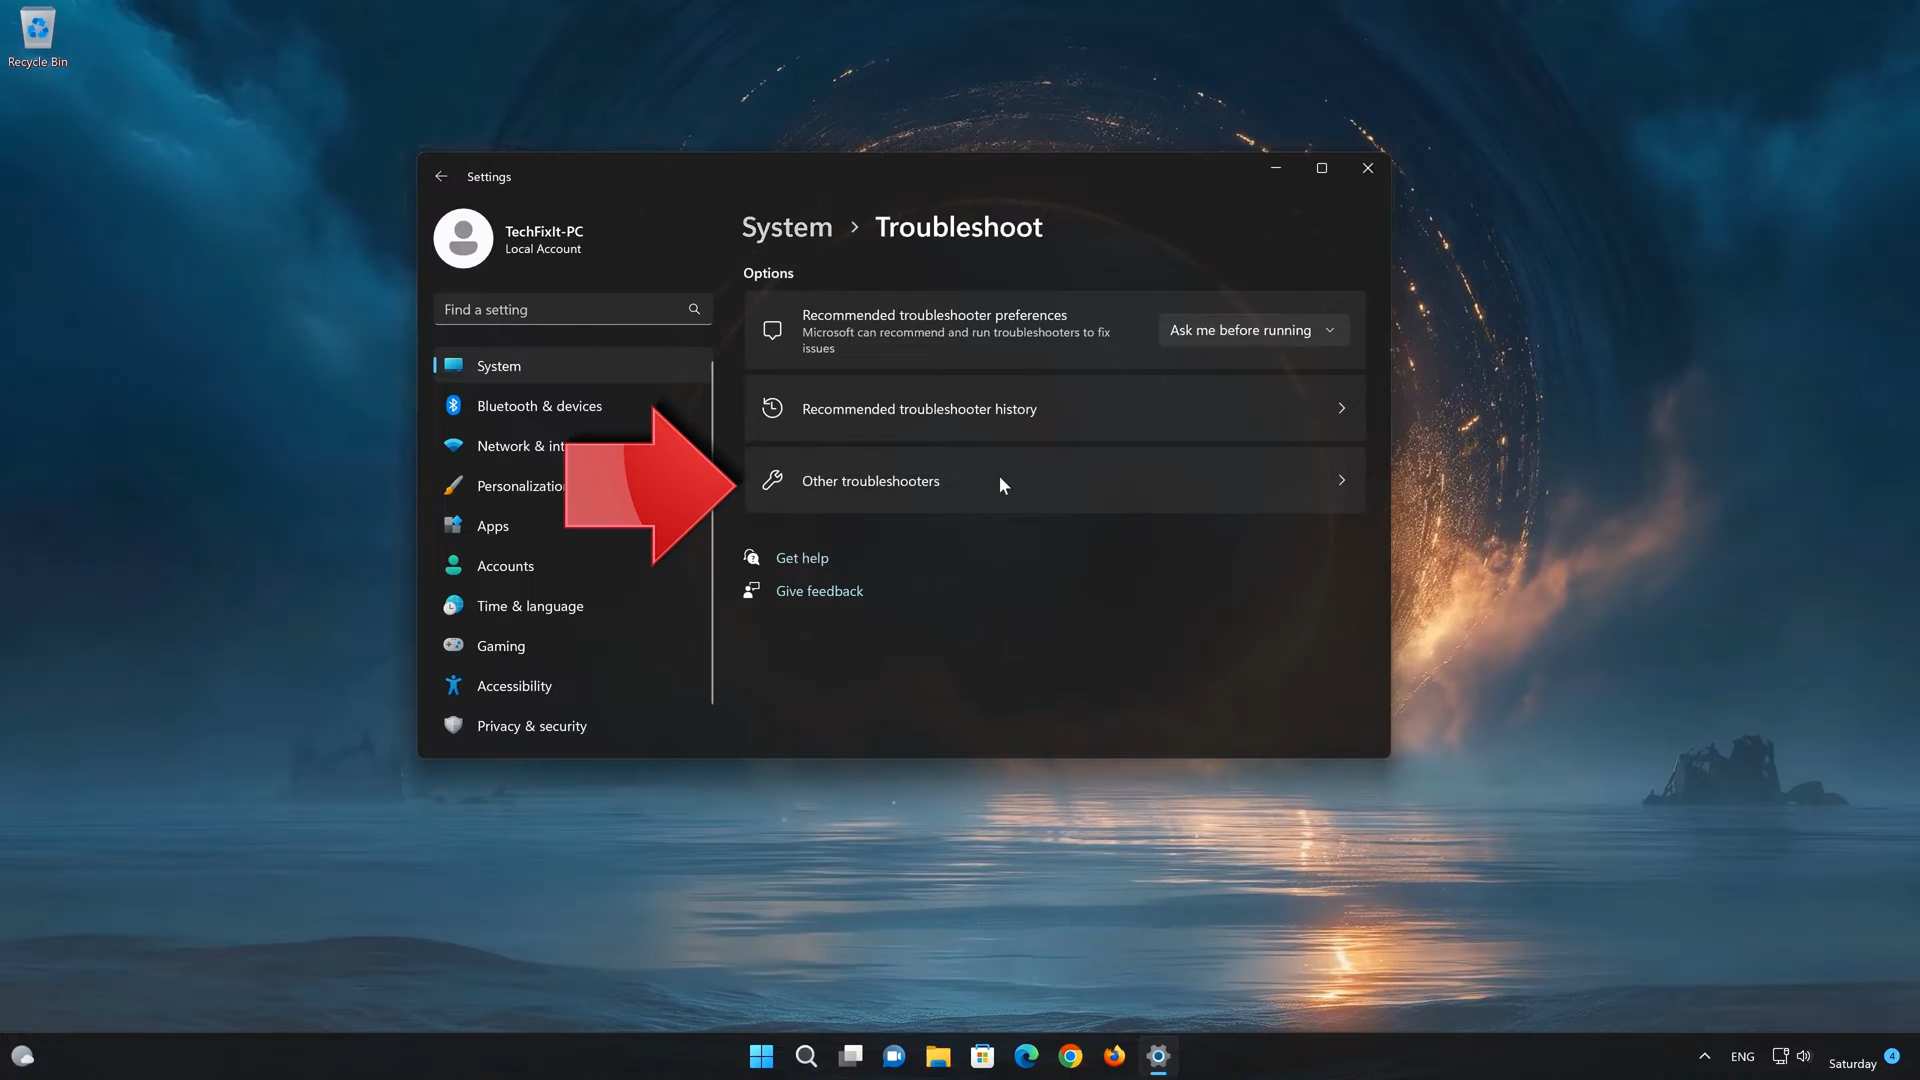 Recycle Bin
Settings
TechFixIt-PC
Local Account
Find a setting
System
Bluetooth & devices
Network & int
Personalizatio
Apps
Accounts
Time & language
Gaming
Accessibility
Privacy & security
System > Troubleshoot
Options
Recommended troubleshooter preferences
Microsoft can recommend and run troubleshooters to fix
issues
Ask me before running
Recommended troubleshooter history
Other troubleshooters
Get help
Give feedback
ENG
Saturday
4